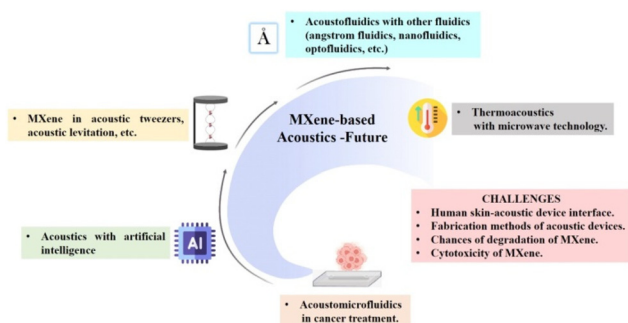 Å
• Acoustofluidics with other fluidics
(angstrom fluidics, nanofluidics,
optofluidics, etc.)
MXene-based
Acoustics -Future
• MXene in acoustic tweezers,
acoustic levitation, etc.
• Thermoacoustics
with microwave technology.
• Acoustics with artificial
intelligence
AI
CHALLENGES
• Human skin-acoustic device interface.
• Fabrication methods of acoustic devices.
• Chances of degradation of MXene.
• Cytotoxicity of MXene.
• Acoustomicrofluidics
in cancer treatment.